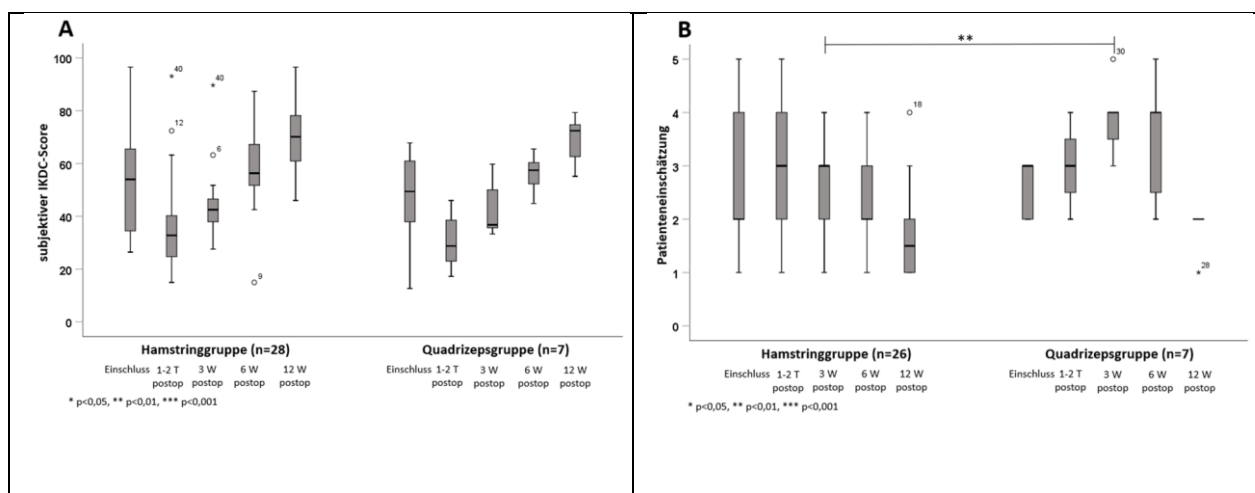 A
subjektiver IKDC-Score
100
80
60
40
20
0
40
12
40
6
9
Hamstringgruppe (n=28)
Quadrizepsgruppe (n=7)
Einschluss 1-2 T postop 3 W postop 6 W postop 12 W postop
Einschluss 1-2 T postop 3 W postop 6 W postop 12 W postop
* p<0,05, ** p<0,01, *** p<0,001
B
Patienteneinschätzung
5
4
3
2
1
0
**
30
18
28
Hamstringgruppe (n=26)
Quadrizepsgruppe (n=7)
Einschluss 1-2 T postop 3 W postop 6 W postop 12 W postop
Einschluss 1-2 T postop 3 W postop 6 W postop 12 W postop
* p<0,05, ** p<0,01, *** p<0,001